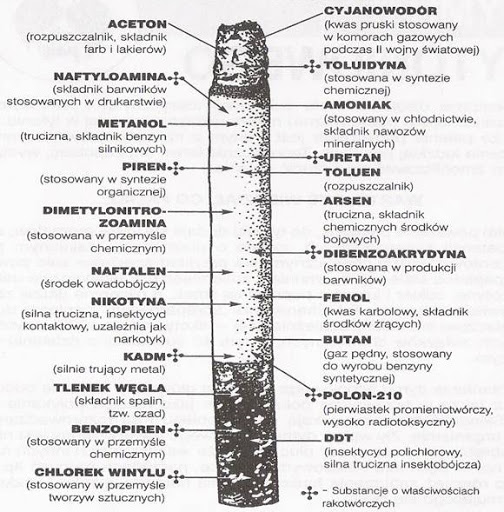 ACETON
(rozpuszczalnik, składnik
farb i lakierów)
NAFTYLOAMINA
(składnik barwników
stosowanych w drukarstwie)
METANOL
(trucizna, składnik benzyn
silnikowych)
PIREN
(stosowany w syntezie
organicznej)
DIMETYLONITRO-
ZOAMINA
(stosowana w przemyśle
chemicznym)
NAFTALEN
(środek owadobójczy)
NIKOTYNA
(silna trucizna, insektycyd
kontaktowy, uzależnia jak
narkotyk)
KADM
(silnie trujący metal)
TLENEK WĘGLA
(składnik spalin,
tzw. czad)
BENZOPIREN
(stosowany w przemyśle
chemicznym)
CHLOREK WINYLU
(stosowany w przemyśle
tworzyw sztucznych)
CYJANOWODÓR
(kwas pruski stosowany
w komorach gazowych
podczas II wojny światowej)
TOLUIDYNA
(stosowana w syntezie
chemicznej)
AMONIAK
(stosowany w chłodnictwie,
składnik nawozów
mineralnych)
URETAN
TOLUEN
(rozpuszczalnik)
ARSEN
(trucizna, składnik
chemicznych środków
bojowych)
DIBENZOAKRYDYNA
(stosowana w produkcji
barwników)
FENOL
(kwas karbolowy, składnik
środków żrących)
BUTAN
(gaz pędny, stosowany
do wyrobu benzyny
syntetycznej)
POLON-210
(pierwiastek promieniotwórczy,
wysoko radiotoksyczny)
DDT
(insektycyd polichlorowy,
silna trucizna insektobójcza)
- Substancje o właściwościach
rakotwórczych